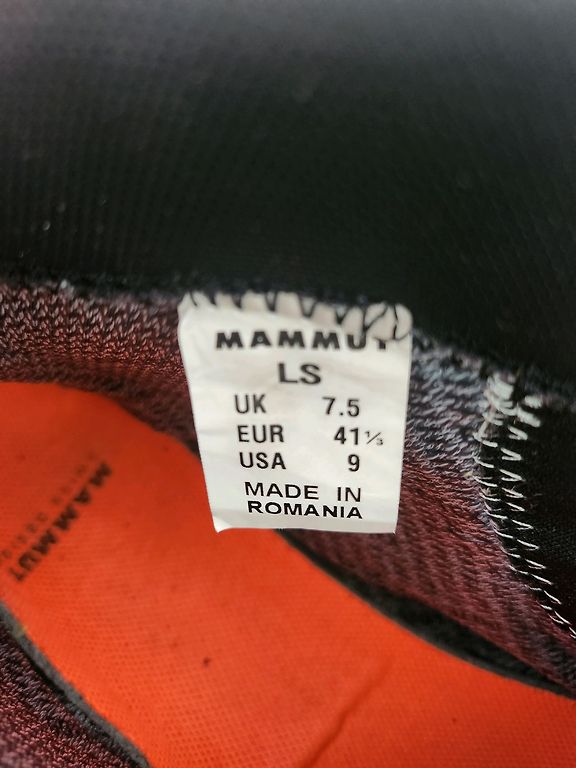 MAMMUT
LS
UK 7.5
EUR 41⅓
USA 9
MADE IN
ROMANIA
MAMMUT